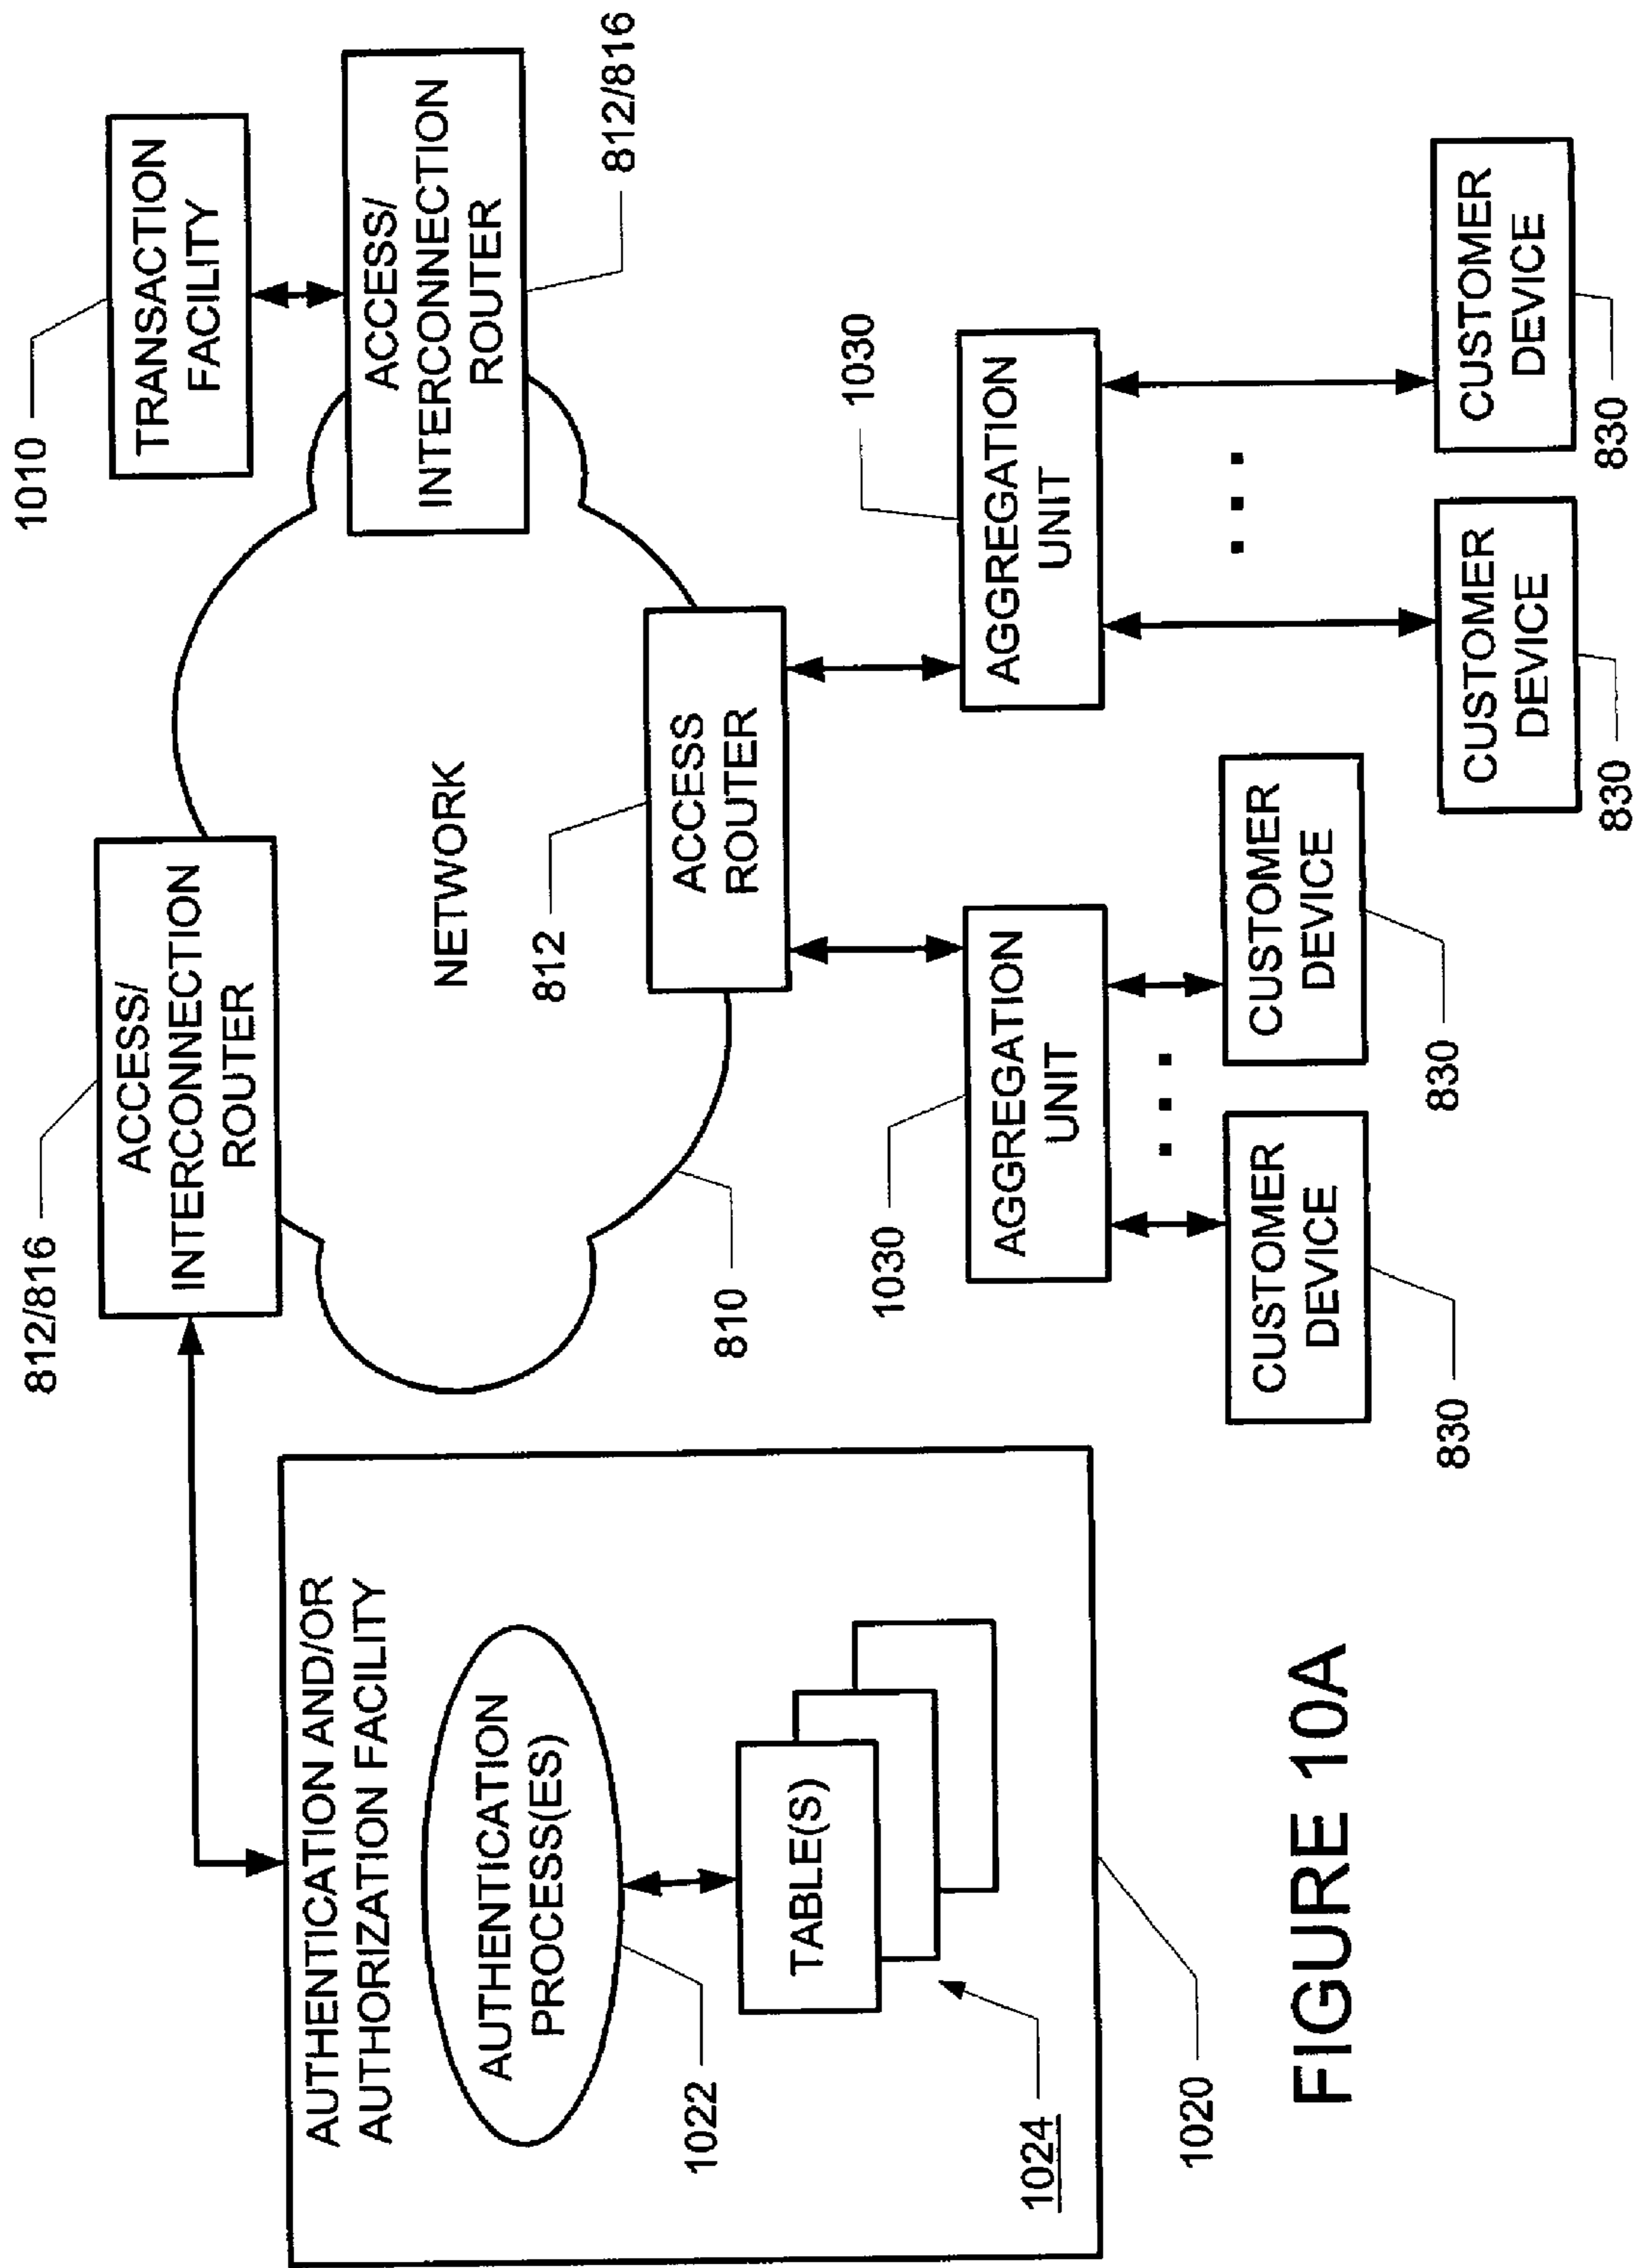 812/816
1010
ACCESS/
INTERCONNECTION
ROUTER
TRANSACTION
FACILITY
AUTHENTICATION AND/OR
AUTHORIZATION FACILITY
ACCESS/
INTERCONNECTION
ROUTER
812/816
AUTHENTICATION
PROCESS(ES)
NETWORK
812
1022
TABLE(S)
ACCESS
ROUTER
810
1030
1030
1024
AGGREGATION
UNIT
AGGREGATION
UNIT
. . .
. . .
1020
CUSTOMER
DEVICE
CUSTOMER
DEVICE
830
830
CUSTOMER
DEVICE
CUSTOMER
DEVICE
830
830
FIGURE 10A